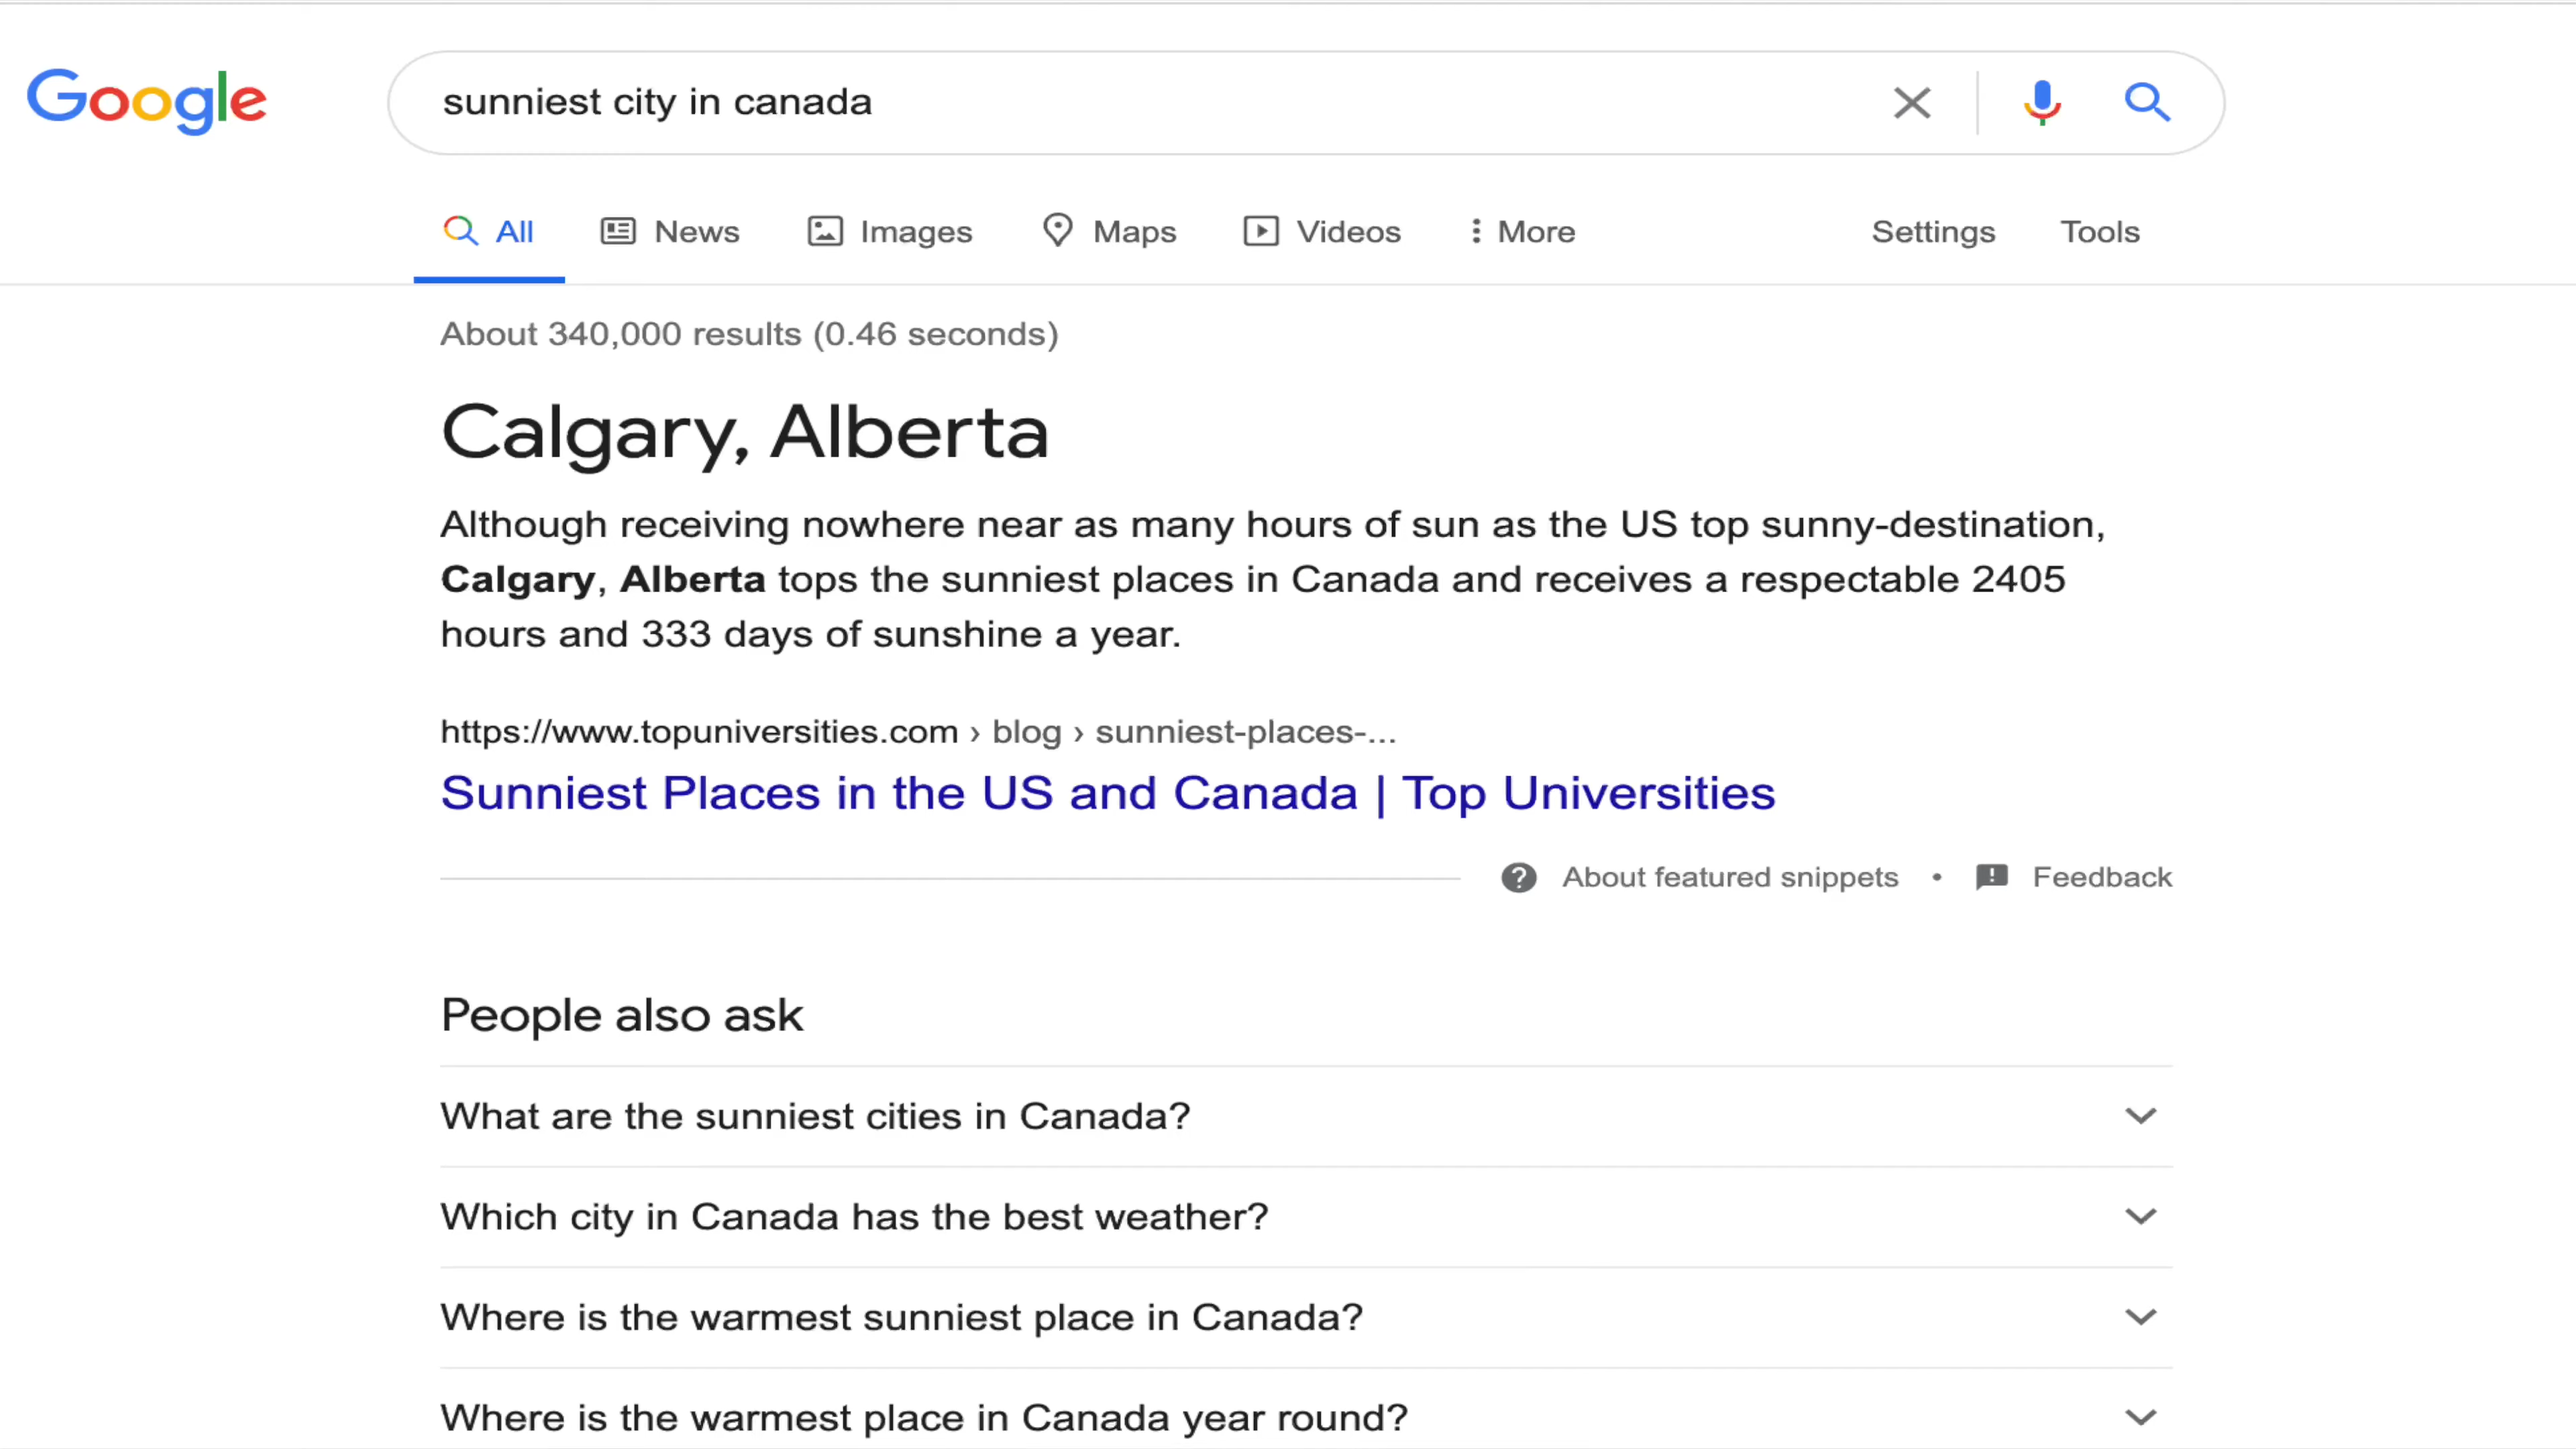 Google
sunniest city in canada
All News Images Maps Videos More Settings Tools
About 340,000 results (0.46 seconds)
Calgary, Alberta
Although receiving nowhere near as many hours of sun as the US top sunny-destination,
Calgary, Alberta tops the sunniest places in Canada and receives a respectable 2405
hours and 333 days of sunshine a year.
https://www.topuniversities.com › blog › sunniest-places-...
Sunniest Places in the US and Canada | Top Universities
About featured snippets • Feedback
People also ask
What are the sunniest cities in Canada?
Which city in Canada has the best weather?
Where is the warmest sunniest place in Canada?
Where is the warmest place in Canada year round?